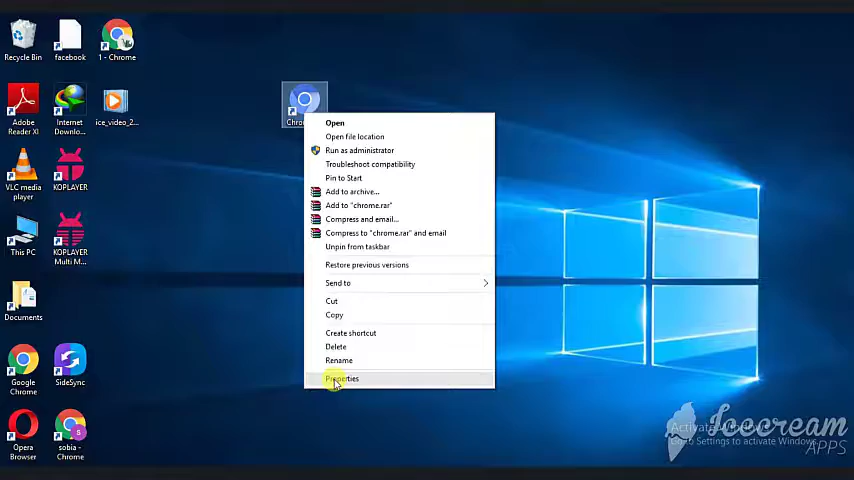 Recycle Bin
facebook
1 - Chrome
Adobe
Reader XI
Internet
Downlo...
ice_video_2...
VLC media
player
KOPLAYER
This PC
KOPLAYER
Multi M...
Documents
Google
Chrome
SideSync
Opera
Browser
sobia -
Chrome
Open
Open file location
Run as administrator
Troubleshoot compatibility
Pin to Start
Add to archive...
Add to "chrome.rar"
Compress and email...
Compress to "chrome.rar" and email
Unpin from taskbar
Restore previous versions
Send to
Cut
Copy
Create shortcut
Delete
Rename
Properties
Activate Windows
Go to Settings to activate Windows.
Icecream
APPS